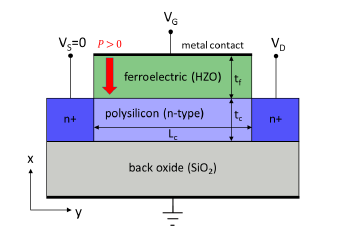 V_G
V_S=0
P > 0
metal contact
V_D
ferroelectric (HZO)
t_f
n+
polysilicon (n-type)
t_c
n+
L_c
back oxide (SiO₂)
x
y